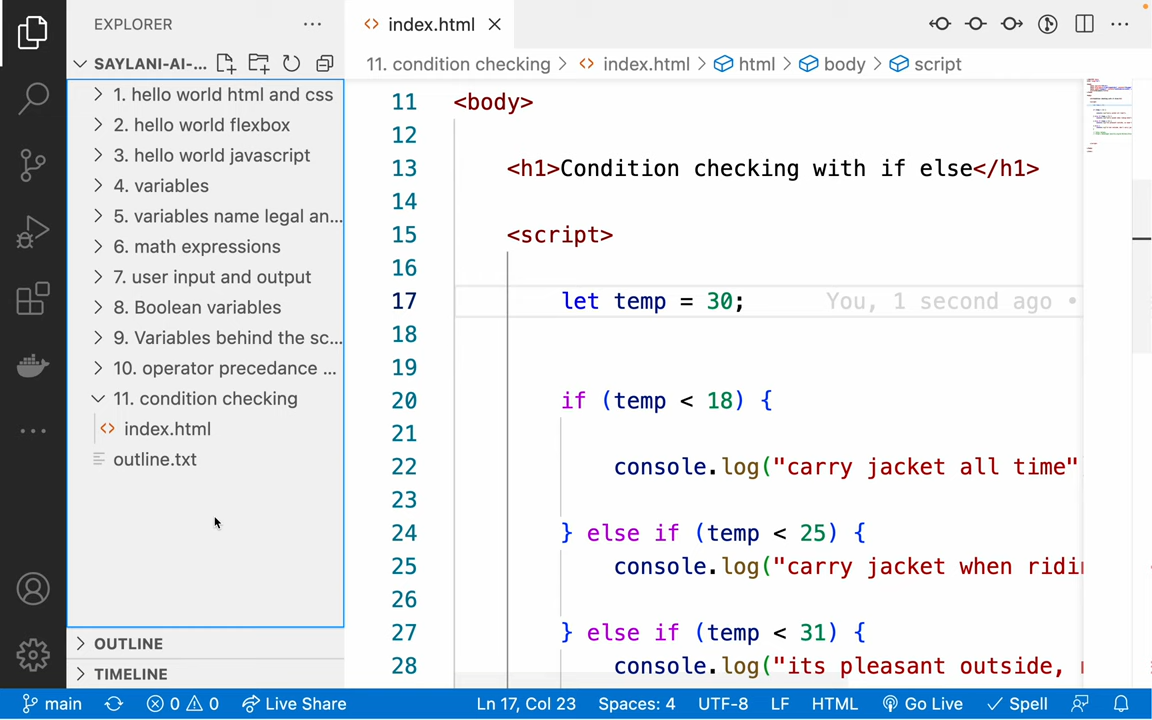 EXPLORER
SAYLANI-AI-...
1. hello world html and css
2. hello world flexbox
3. hello world javascript
4. variables
5. variables name legal an...
6. math expressions
7. user input and output
8. Boolean variables
9. Variables behind the sc...
10. operator precedance ...
11. condition checking
index.html
outline.txt
OUTLINE
TIMELINE
index.html
11. condition checking > index.html > html > body > script
11 <body>
12
13 <h1>Condition checking with if else</h1>
14
15 <script>
16
17 let temp = 30; You, 1 second ago •
18
19
20 if (temp < 18) {
21
22 console.log("carry jacket all time"
23
24 } else if (temp < 25) {
25 console.log("carry jacket when ridin
26
27 } else if (temp < 31) {
28 console.log("its pleasant outside,
main 0 0 Live Share Ln 17, Col 23 Spaces: 4 UTF-8 LF HTML Go Live Spell